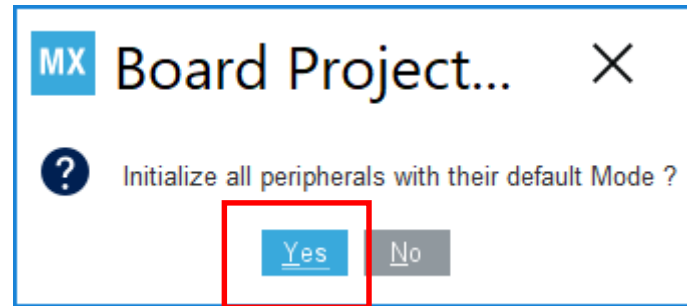 MX Board Project...
Initialize all peripherals with their default Mode ?
Yes No